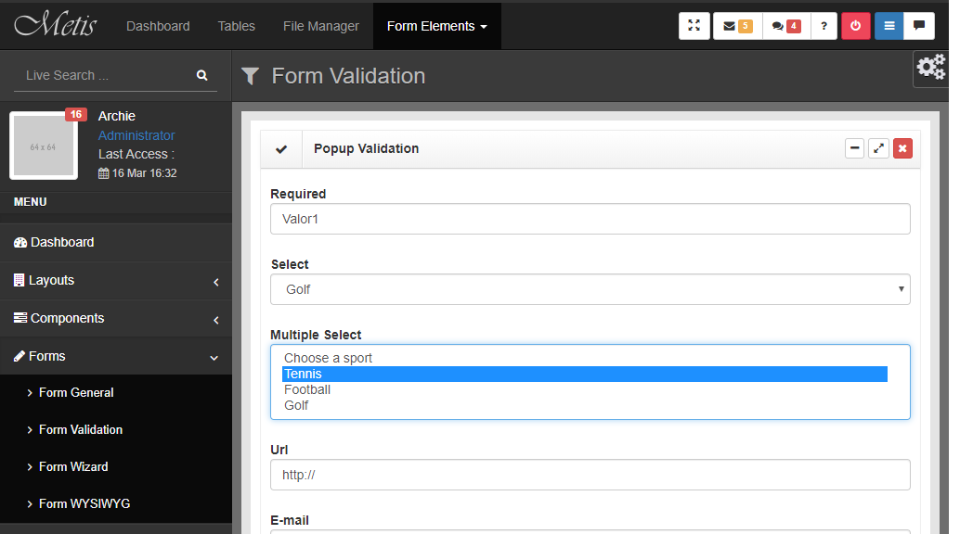 Metis Dashboard Tables File Manager Form Elements 5 4 ?
Live Search ...
Form Validation
64 x 64
16
Archie
Administrator
Last Access :
16 Mar 16:32
MENU
Dashboard
Layouts
Components
Forms
Form General
Form Validation
Form Wizard
Form WYSIWYG
Popup Validation
Required
Valor1
Select
Golf
Multiple Select
Choose a sport
Tennis
Football
Golf
Url
http://
E-mail